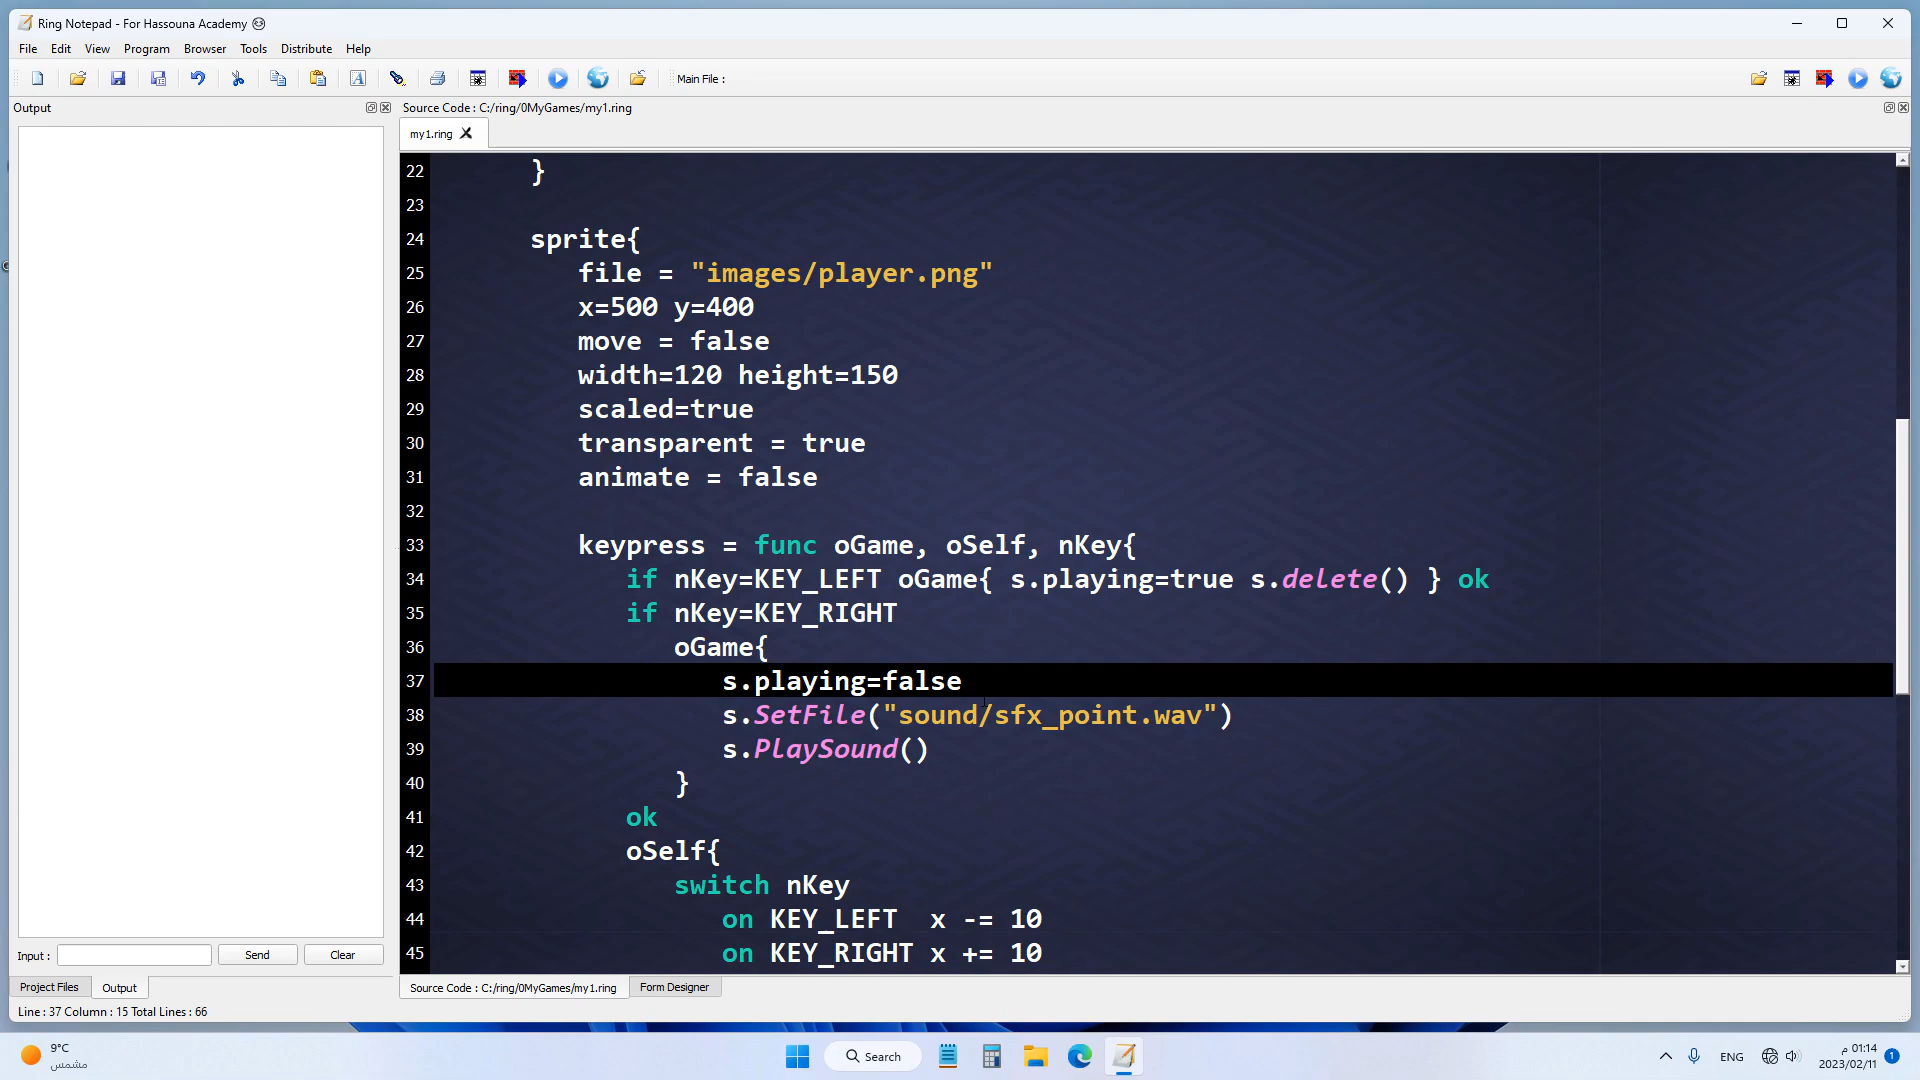 Ring Notepad - For Hassouna Academy
File Edit View Program Browser Tools Distribute Help
Main File :
Output
Source Code : C:/ring/0MyGames/my1.ring
my1.ring
22 }
23
24 sprite{
25 file = "images/player.png"
26 x=500 y=400
27 move = false
28 width=120 height=150
29 scaled=true
30 transparent = true
31 animate = false
32
33 keypress = func oGame, oSelf, nKey{
34 if nKey=KEY_LEFT oGame{ s.playing=true s.delete() } ok
35 if nKey=KEY_RIGHT
36 oGame{
37 s.playing=false
38 s.SetFile("sound/sfx_point.wav")
39 s.PlaySound()
40 }
41 ok
42 oSelf{
43 switch nKey
44 on KEY_LEFT x -= 10
45 on KEY_RIGHT x += 10
Input : Send Clear
Project Files Output
Source Code : C:/ring/0MyGames/my1.ring Form Designer
Line : 37 Column : 15 Total Lines : 66
9°C
مشمس
Search
ENG
01:14 م
2023/02/11
1